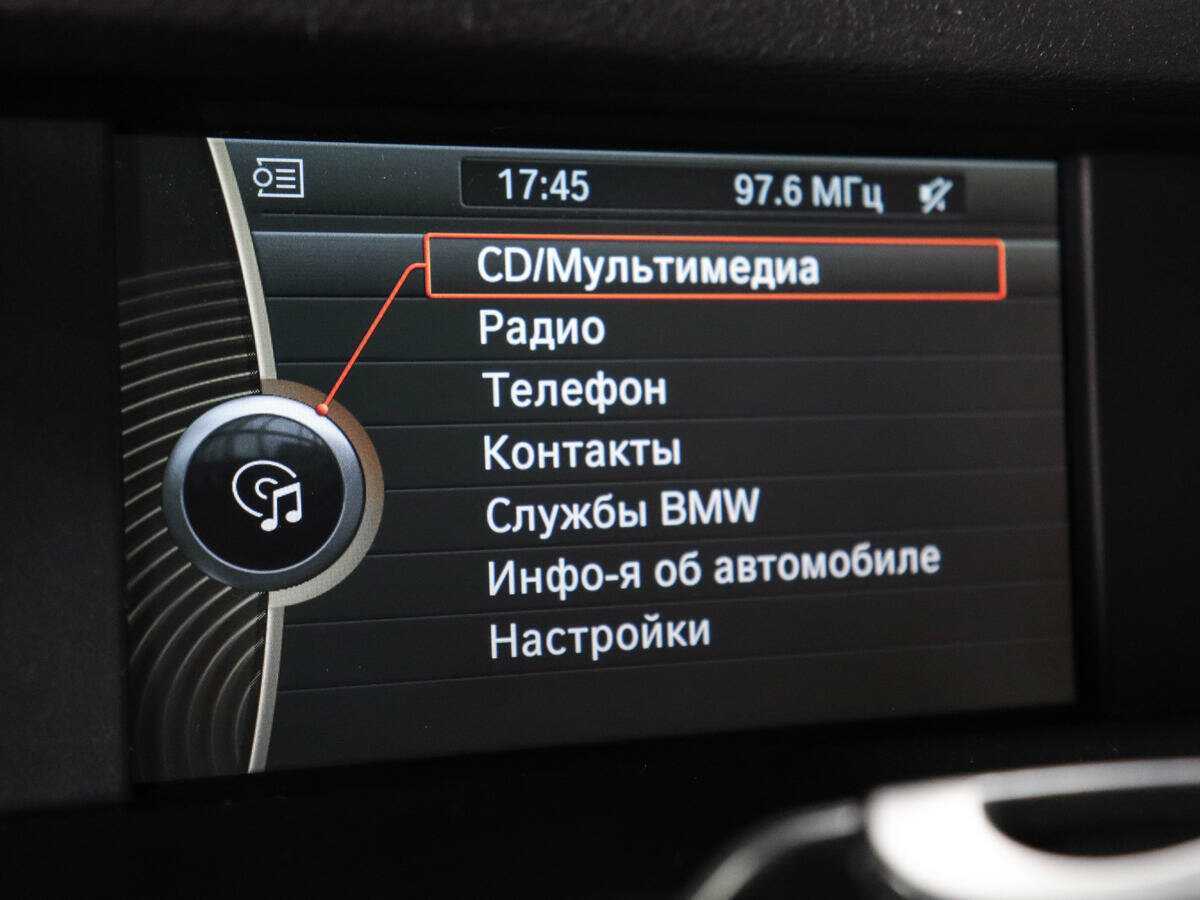 17:45 97.6 МГц
CD/Мультимедиа
Радио
Телефон
Контакты
Службы BMW
Инфо-я об автомобиле
Настройки